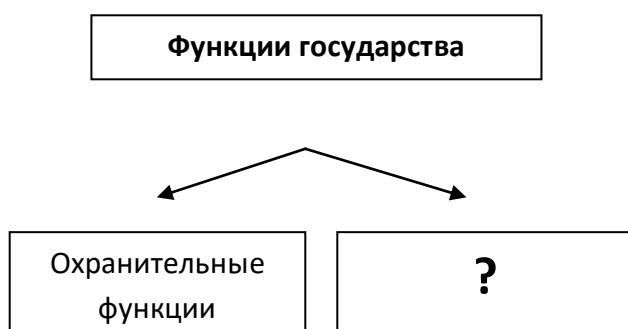 Функции государства
Охранительные
функции
?